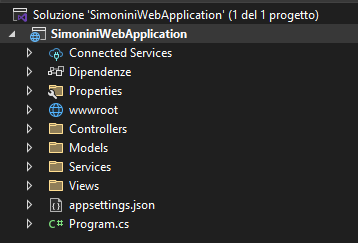 Soluzione 'SimoniniWebApplication' (1 del 1 progetto)
SimoniniWebApplication
Connected Services
Dipendenze
Properties
wwwroot
Controllers
Models
Services
Views
appsettings.json
C# Program.cs